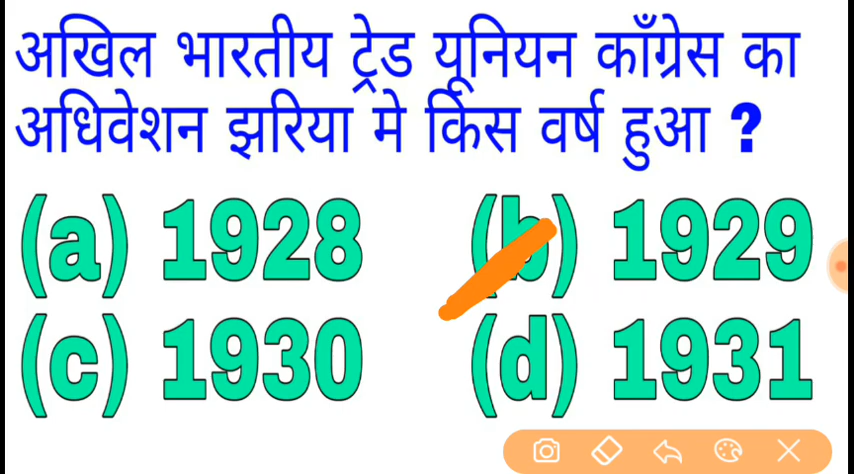 अखिल भारतीय ट्रेड यूनियन काँग्रेस का
अधिवेशन झरिया मे किस वर्ष हुआ ?
(a) 1928 (b) 1929
(c) 1930 (d) 1931